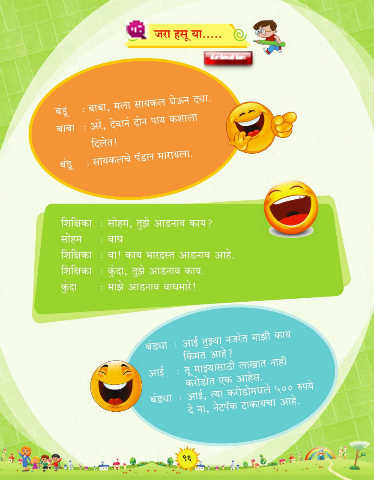 जरा हसू या.....
बंडू : बाबा, मला सायकल घेऊन द्या.
बाबा : अरे, देवानं दोन पाय कशाला
दिलेत!
बंडू : सायकलचे पॅडल मारायला.
शिक्षिका : सोहम, तुझे आडनाव काय?
सोहम : वाघ
शिक्षिका : वा! काय भारदस्त आडनाव आहे.
शिक्षिका : कुंदा, तुझे आडनाव काय.
कुंदा : माझे आडनाव वाघमारे!
बंड्या : आई तुझ्या नजरेत माझी काय
किंमत आहे?
आई : तू माझ्यासाठी लाखात नाही
करोडोत एक आहेस.
बंड्या : आई, त्या करोडोमधलं ५०० रुपये
दे ना, नेटपॅक टाकायचा आहे.
१६